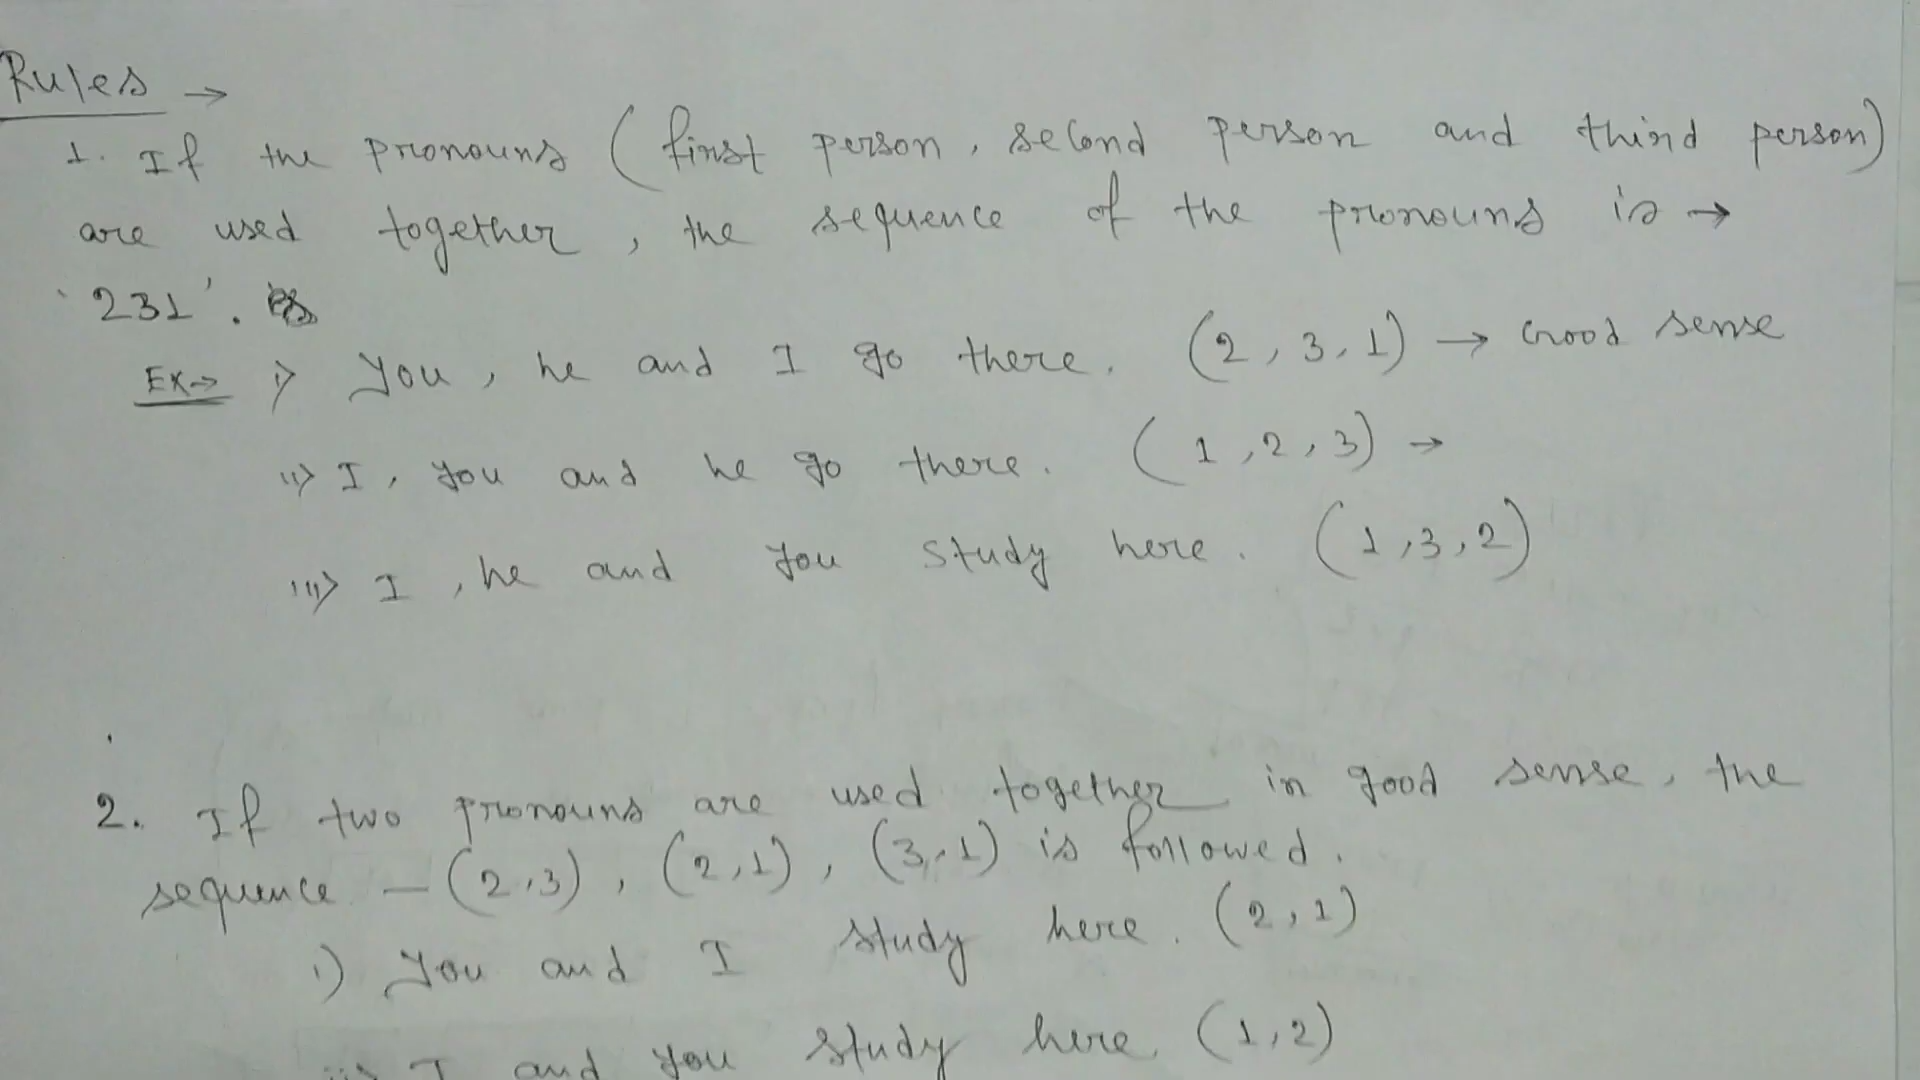 Rules →
1. If the pronouns (first person, second person and third person)
are used together, the sequence of the pronouns is →
'231'.
Ex→ i) You, he and I go there. (2, 3, 1) → Good sense
ii) I, you and he go there. (1, 2, 3) →
iii) I, he and you study here. (1, 3, 2)
2. If two pronouns are used together in good sense, the
sequence – (2,3), (2,1), (3,1) is followed.
i) You and I study here. (2,1)
ii) I and you study here. (1,2)